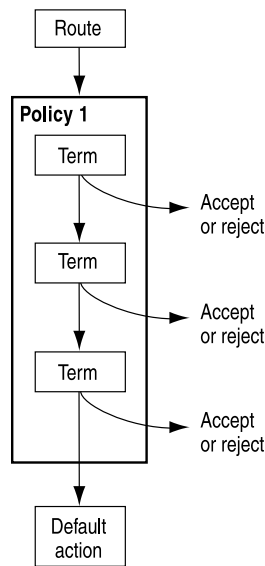 Route
Policy 1
Term
Accept
or reject
Term
Accept
or reject
Term
Accept
or reject
Default
action